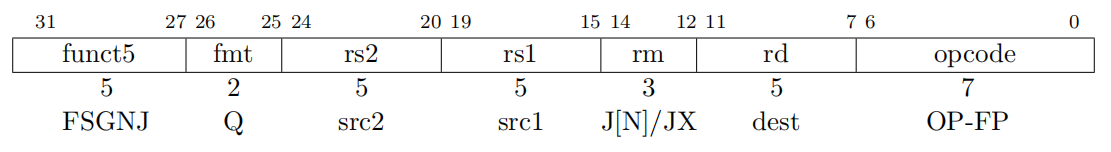 31 27 26 25 24 20 19 15 14 12 11 7 6 0
funct5 fmt rs2 rs1 rm rd opcode
5 2 5 5 3 5 7
FSGNJ Q src2 src1 J[N]/JX dest OP-FP